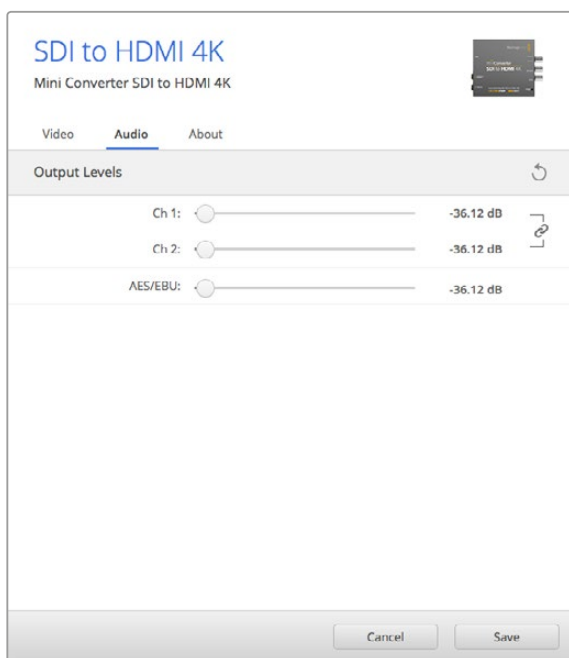 SDI to HDMI 4K
Mini Converter SDI to HDMI 4K
Video Audio About
Output Levels
Ch 1: -36.12 dB
Ch 2: -36.12 dB
AES/EBU: -36.12 dB
Cancel Save